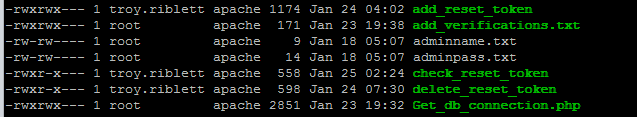 -rwxrwx--- 1 troy.riblett apache 1174 Jan 24 04:02 add_reset_token
-rwxrwx--- 1 root         apache  171 Jan 23 19:38 add_verifications.txt
-rw-rw---- 1 root         apache    9 Jan 18 05:07 adminname.txt
-rw-rw---- 1 root         apache   14 Jan 18 05:07 adminpass.txt
-rwxr-x--- 1 troy.riblett apache  558 Jan 25 02:24 check_reset_token
-rwxr-x--- 1 troy.riblett apache  598 Jan 24 07:30 delete_reset_token
-rwxrwx--- 1 root         apache 2851 Jan 23 19:32 Get_db_connection.php